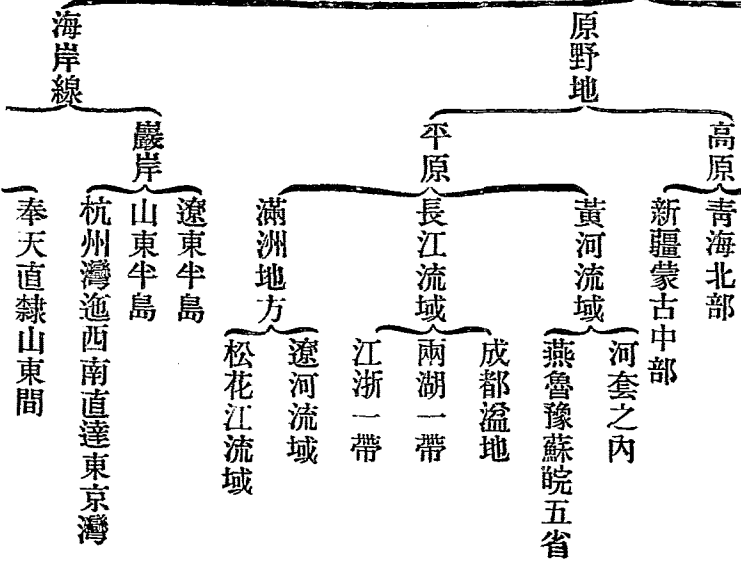 原野地
高原
青海北部
新疆蒙古中部
平原
黃河流域
河套之內
燕魯豫蘇皖五省
長江流域
成都溢地
兩湖一帶
江浙一帶
滿洲地方
遼河流域
松花江流域
海岸線
巖岸
遼東半島
山東半島
杭州灣迤西南直達東京灣
奉天直隸山東間